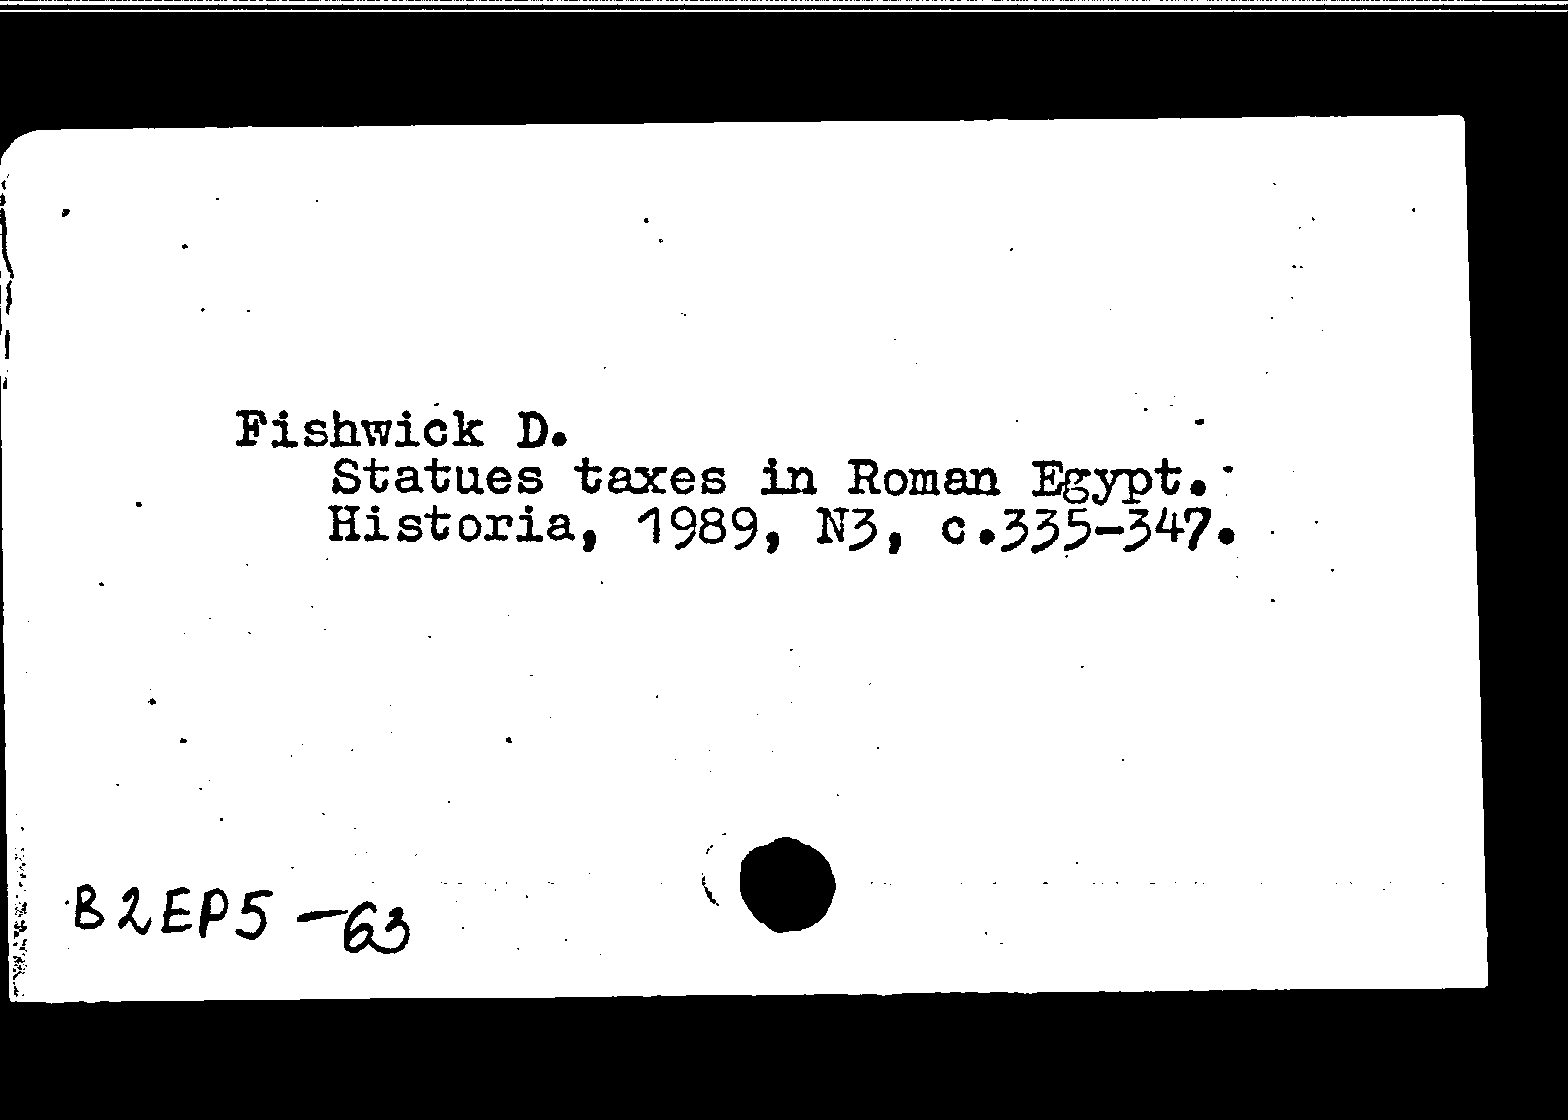 Fishwick D.
Statues taxes in Roman Egypt.
Historia, 1989, N3, c.335-347.
B2EP5-63